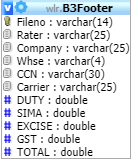 wlr.B3Footer
Fileno : varchar(14)
Rater : varchar(25)
Company : varchar(25)
Whse : varchar(4)
CCN : varchar(30)
Carrier : varchar(25)
# DUTY : double
# SIMA : double
# EXCISE : double
# GST : double
# TOTAL : double